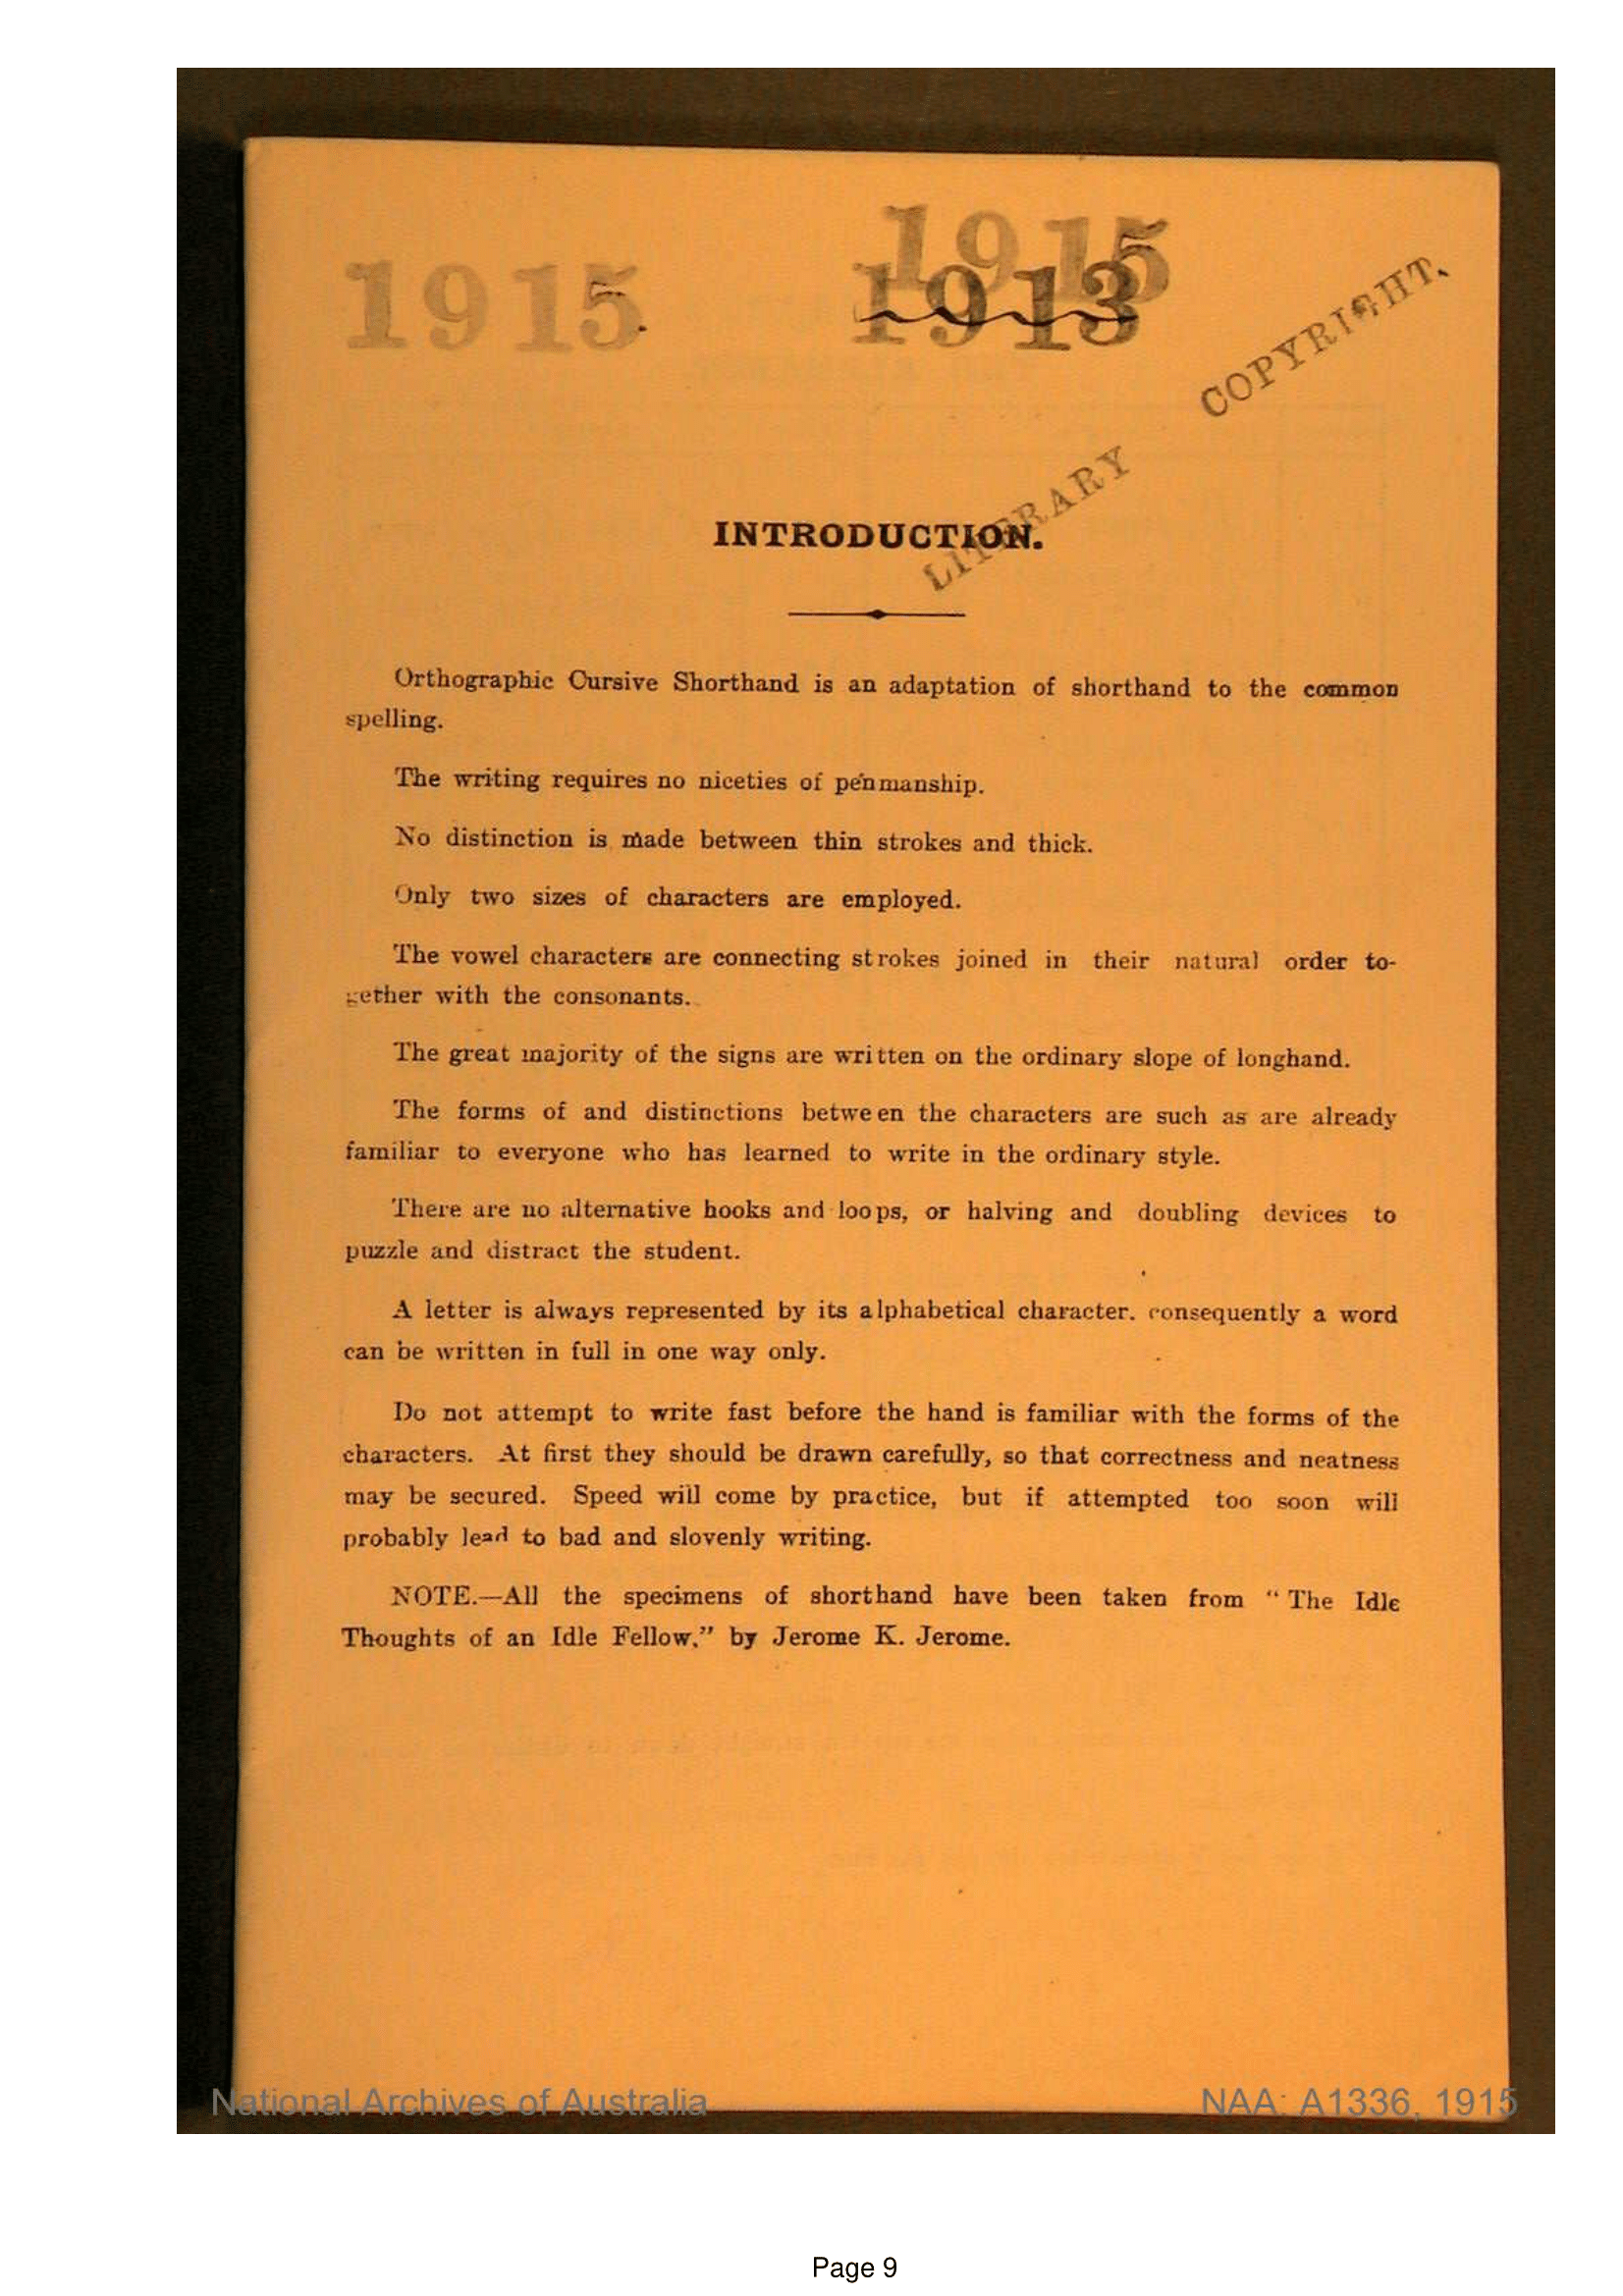 1915
1915
1913
COPYRIGHT.
LITERARY
INTRODUCTION.
Orthographic Cursive Shorthand is an adaptation of shorthand to the common
spelling.
The writing requires no niceties of penmanship.
No distinction is made between thin strokes and thick.
Only two sizes of characters are employed.
The vowel characters are connecting strokes joined in their natural order to-
gether with the consonants.
The great majority of the signs are written on the ordinary slope of longhand.
The forms of and distinctions between the characters are such as are already
familiar to everyone who has learned to write in the ordinary style.
There are no alternative hooks and loops, or halving and doubling devices to
puzzle and distract the student.
A letter is always represented by its alphabetical character. consequently a word
can be written in full in one way only.
Do not attempt to write fast before the hand is familiar with the forms of the
characters. At first they should be drawn carefully, so that correctness and neatness
may be secured. Speed will come by practice, but if attempted too soon will
probably lead to bad and slovenly writing.
NOTE.—All the specimens of shorthand have been taken from "The Idle
Thoughts of an Idle Fellow," by Jerome K. Jerome.
National Archives of Australia
NAA: A1336, 1915
Page 9